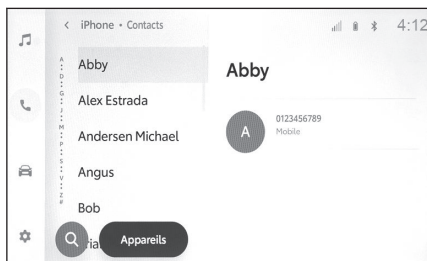 iPhone • Contacts
4:12
A
D
G
J
M
P
S
V
Z
#
Abby
Alex Estrada
Andersen Michael
Angus
Bob
Appareils
Abby
A
0123456789
Mobile